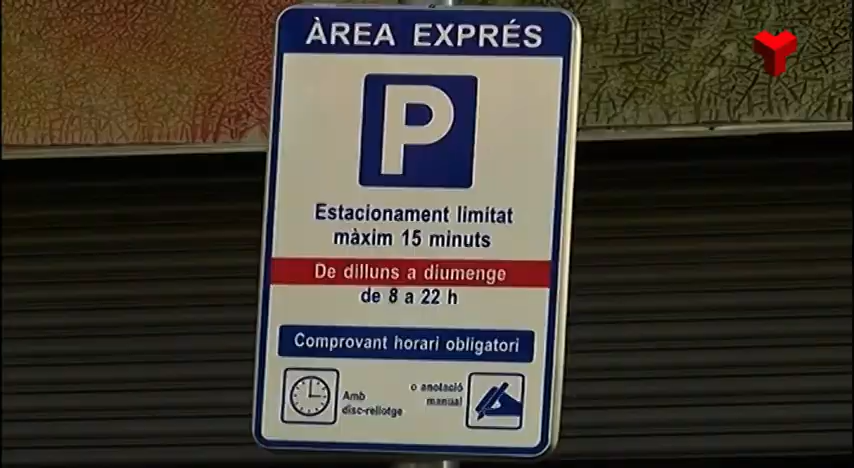 ÀREA EXPRÉS
P
Estacionament limitat
màxim 15 minuts
De dilluns a diumenge
de 8 a 22 h
Comprovant horari obligatori
Amb
disc-rellotge
o anotació
manual